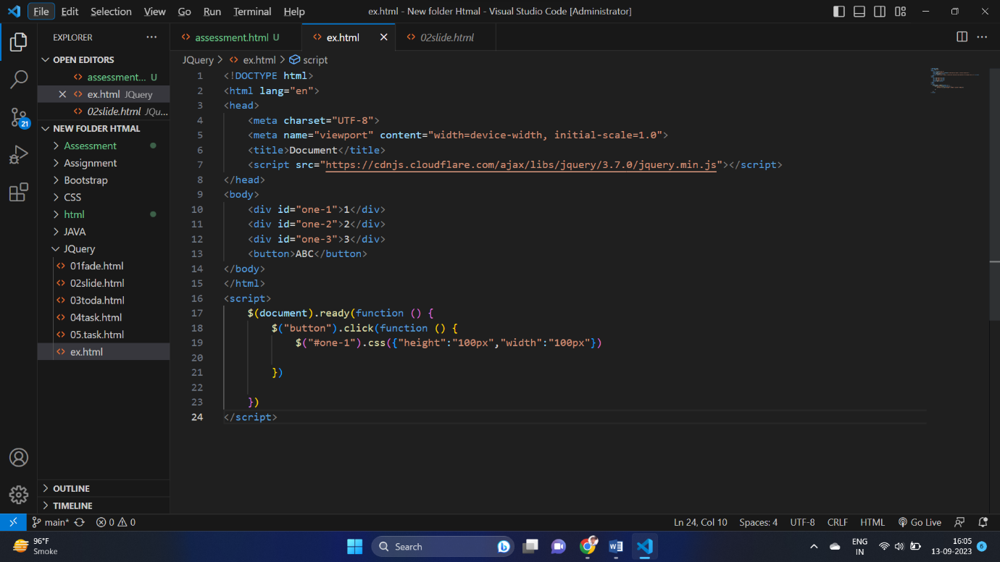 File Edit Selection View Go Run Terminal Help ex.html - New folder Htmal - Visual Studio Code [Administrator]
EXPLORER ···
OPEN EDITORS
assessment... U
ex.html JQuery
02slide.html JQu...
NEW FOLDER HTMAL
Assessment
Assignment
Bootstrap
CSS
html
JAVA
JQuery
01fade.html
02slide.html
03toda.html
04task.html
05.task.html
ex.html
OUTLINE
TIMELINE
21
assessment.html U ex.html 02slide.html
JQuery > ex.html > script
1 <!DOCTYPE html>
2 <html lang="en">
3 <head>
4     <meta charset="UTF-8">
5     <meta name="viewport" content="width=device-width, initial-scale=1.0">
6     <title>Document</title>
7     <script src="https://cdnjs.cloudflare.com/ajax/libs/jquery/3.7.0/jquery.min.js"></script>
8 </head>
9 <body>
10     <div id="one-1">1</div>
11     <div id="one-2">2</div>
12     <div id="one-3">3</div>
13     <button>ABC</button>
14 </body>
15 </html>
16 <script>
17     $(document).ready(function () {
18         $("button").click(function () {
19             $("#one-1").css({"height":"100px","width":"100px"})
20
21         })
22
23     })
24 </script>
main* 0 0 Ln 24, Col 10 Spaces: 4 UTF-8 CRLF HTML Go Live
96°F
Smoke
Search
ENG
IN
16:05
13-09-2023
6